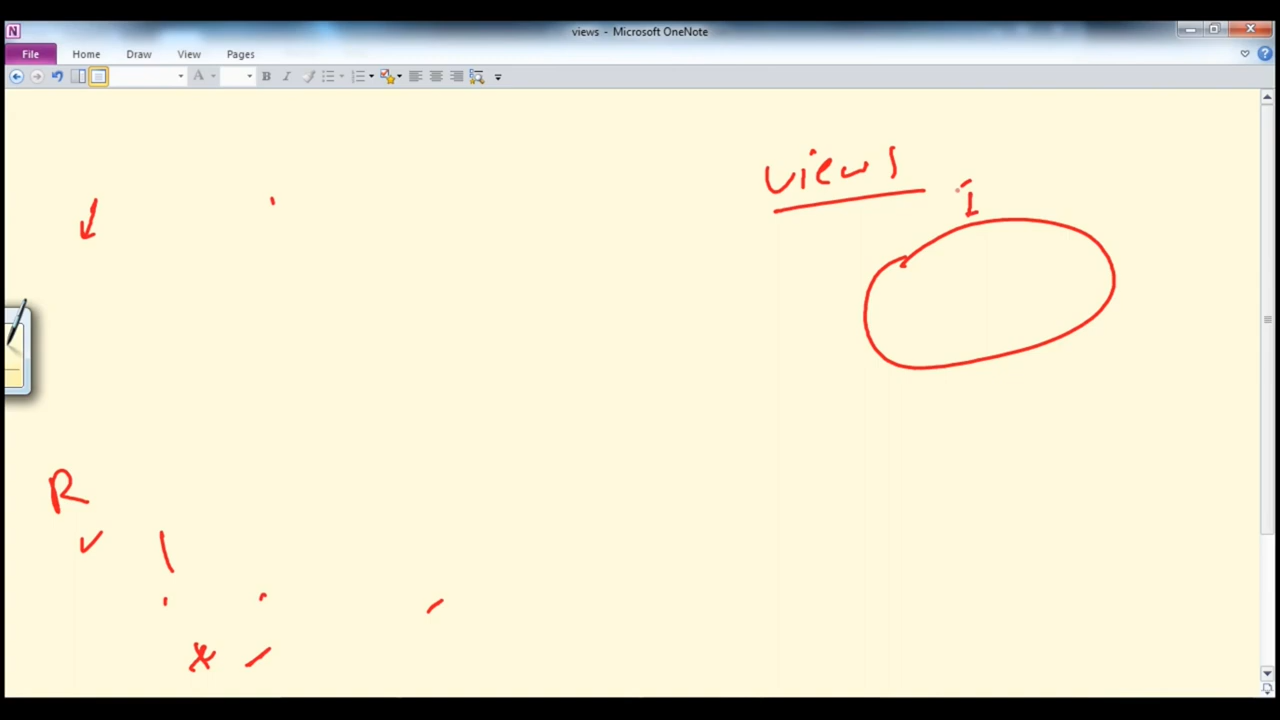 views - Microsoft OneNote
File Home Draw View Pages
A B I
views
I
R